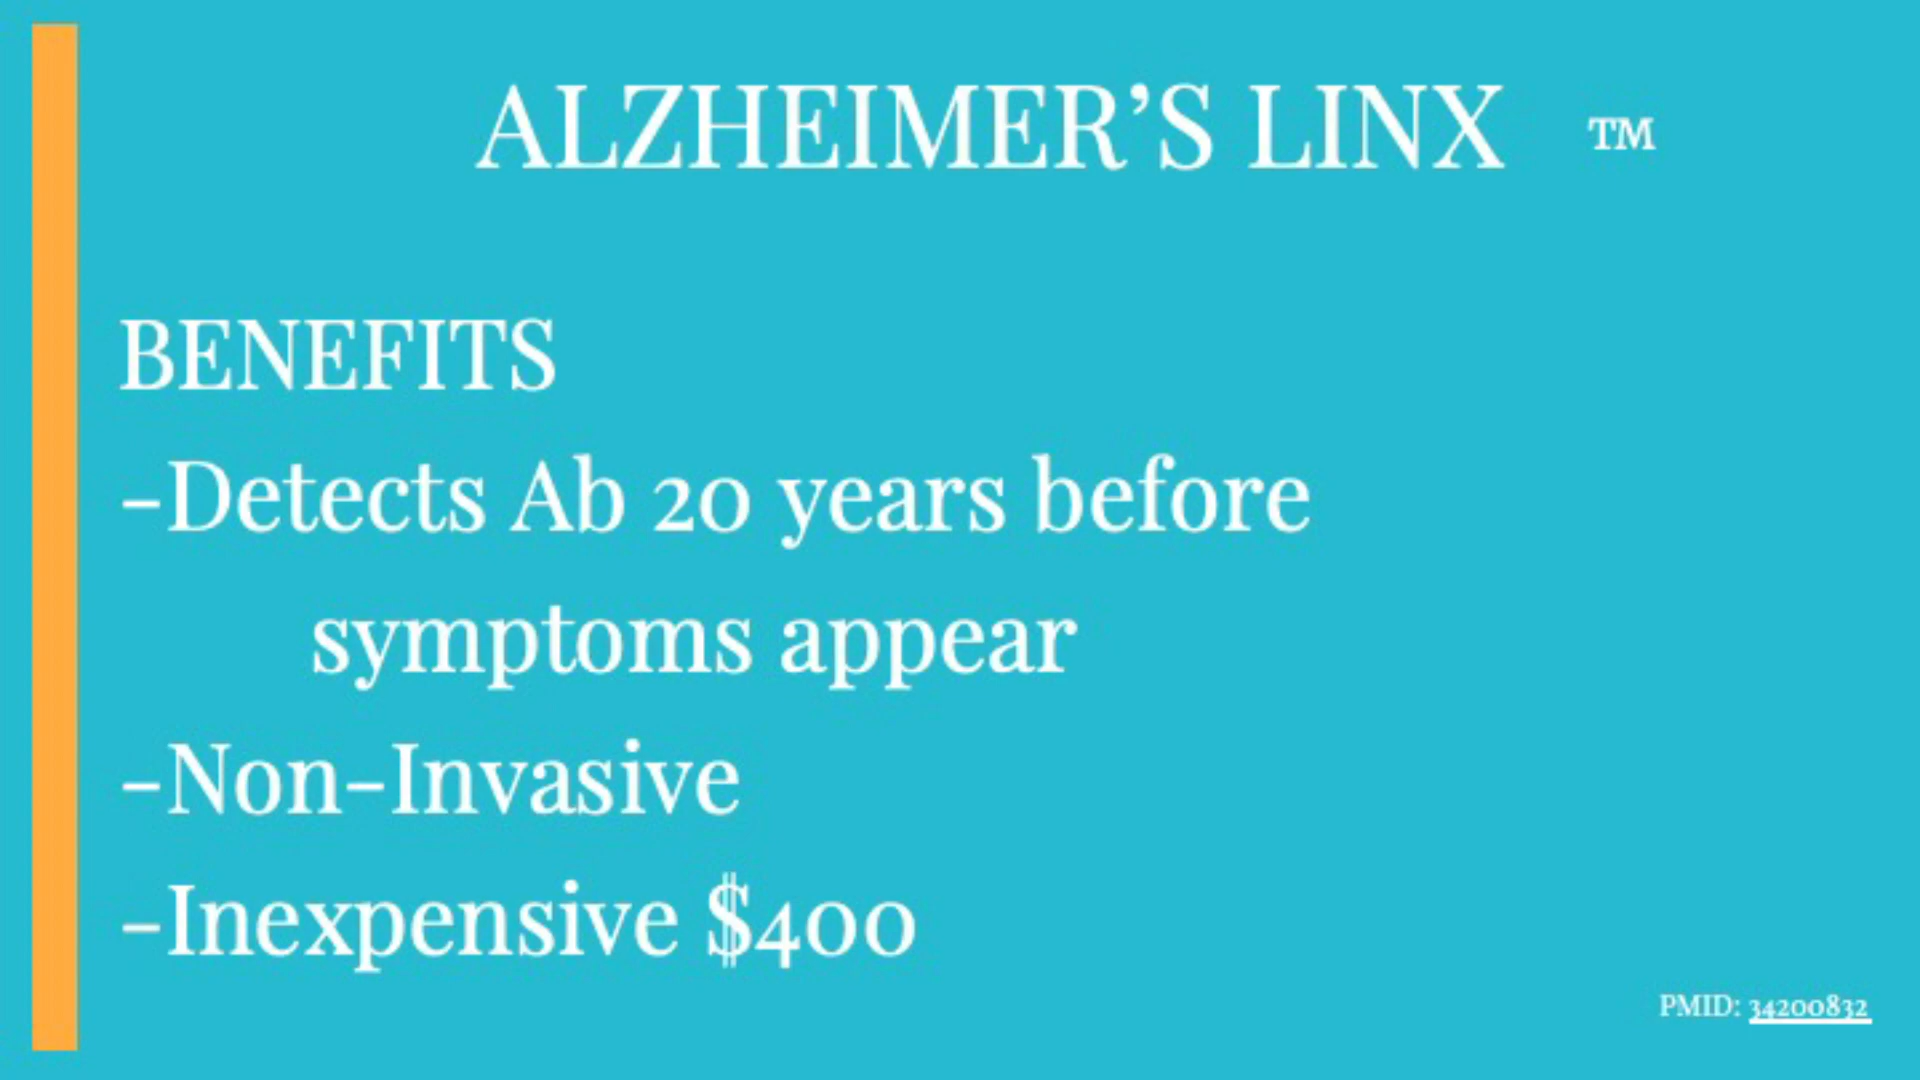 ALZHEIMER’S LINX ™
BENEFITS
-Detects Ab 20 years before
symptoms appear
-Non-Invasive
-Inexpensive $400
PMID: 34200832